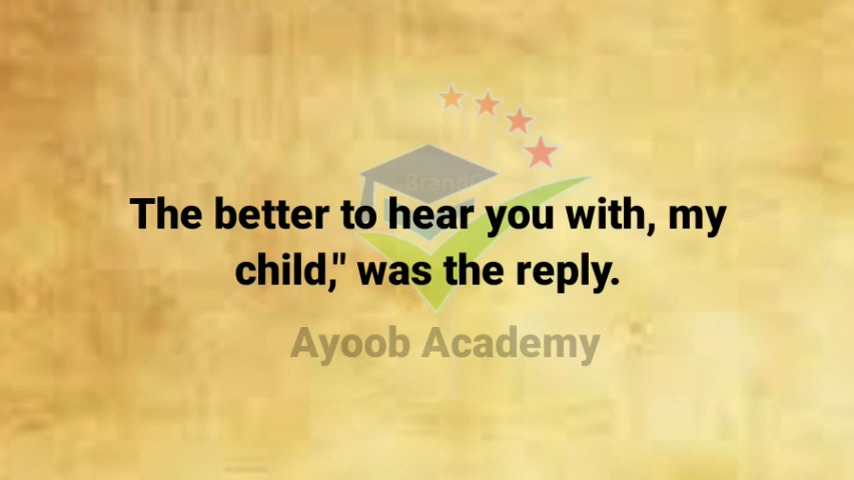 The better to hear you with, my
child," was the reply.
Ayoob Academy